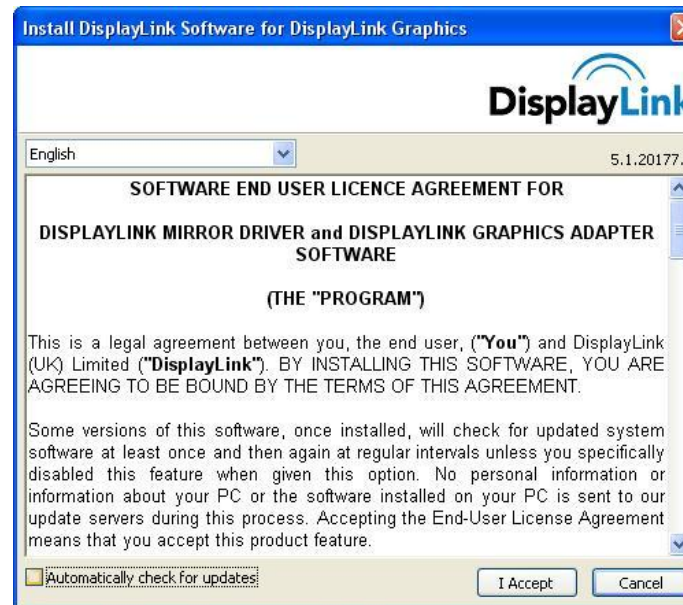 Install DisplayLink Software for DisplayLink Graphics
DisplayLink
English
5.1.20177.
SOFTWARE END USER LICENCE AGREEMENT FOR
DISPLAYLINK MIRROR DRIVER and DISPLAYLINK GRAPHICS ADAPTER
SOFTWARE
(THE "PROGRAM")
This is a legal agreement between you, the end user, ("You") and DisplayLink
(UK) Limited ("DisplayLink"). BY INSTALLING THIS SOFTWARE, YOU ARE
AGREEING TO BE BOUND BY THE TERMS OF THIS AGREEMENT.
Some versions of this software, once installed, will check for updated system
software at least once and then again at regular intervals unless you specifically
disabled this feature when given this option. No personal information or
information about your PC or the software installed on your PC is sent to our
update servers during this process. Accepting the End-User License Agreement
means that you accept this product feature.
Automatically check for updates
I Accept
Cancel